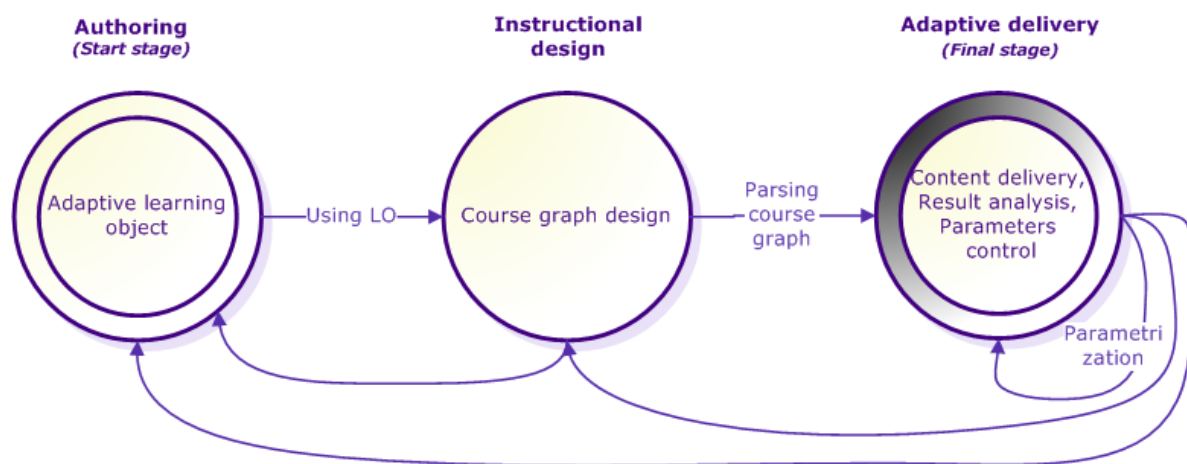 Authoring
(Start stage)
Instructional
design
Adaptive delivery
(Final stage)
Adaptive learning
object
Using LO
Course graph design
Parsing
course
graph
Content delivery,
Result analysis,
Parameters
control
Parametri
zation